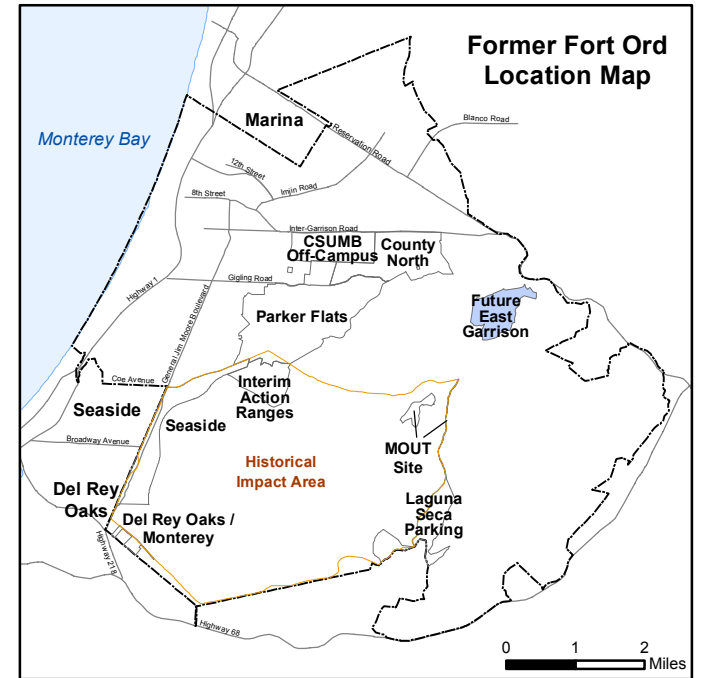 Former Fort Ord
Location Map
Marina
Blanco Road
Reservation Road
Monterey Bay
12th Street
Imjin Road
8th Street
Inter-Garrison Road
CSUMB
Off-Campus
County
North
Gigling Road
Highway 1
General Jim Moore Boulevard
Parker Flats
Future
East
Garrison
Coe Avenue
Interim
Action
Ranges
Seaside
Seaside
Broadway Avenue
MOUT
Site
Historical
Impact Area
Del Rey
Oaks
Laguna
Seca
Parking
Del Rey Oaks /
Monterey
Highway 218
Highway 68
0 1 2
Miles